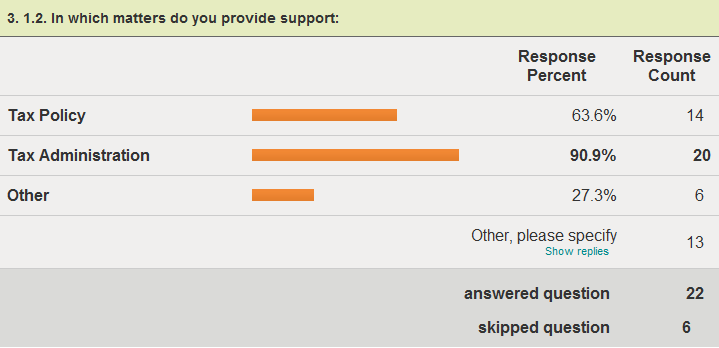 3. 1.2. In which matters do you provide support:
Response Percent
Response Count
Tax Policy 63.6% 14
Tax Administration 90.9% 20
Other 27.3% 6
Other, please specify 13
Show replies
answered question 22
skipped question 6